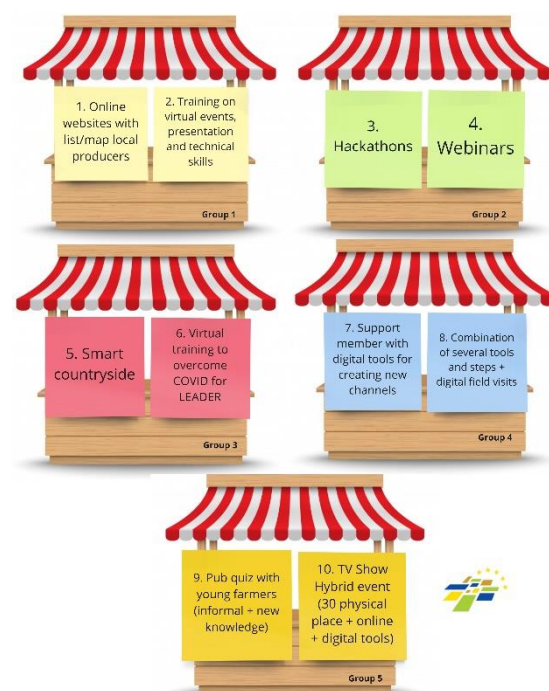 1. Online
websites with
list/map local
producers
2. Training on
virtual events,
presentation
and technical
skills
Group 1
3.
Hackathons
4.
Webinars
Group 2
5. Smart
countryside
6. Virtual
training to
overcome
COVID for
LEADER
Group 3
7. Support
member with
digital tools for
creating new
channels
8. Combination
of several tools
and steps +
digital field visits
Group 4
9. Pub quiz with
young farmers
(informal + new
knowledge)
10. TV Show
Hybrid event
(30 physical
place + online
+ digital tools)
Group 5